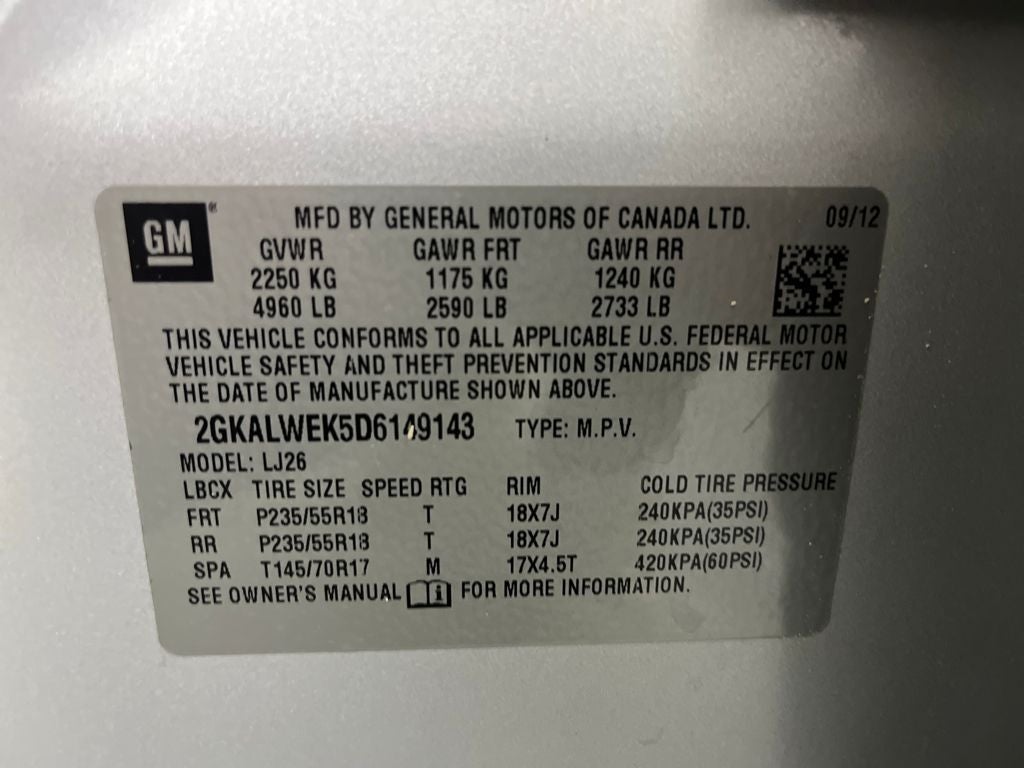 GM®
MFD BY GENERAL MOTORS OF CANADA LTD. 09/12
GVWR GAWR FRT GAWR RR
2250 KG 1175 KG 1240 KG
4960 LB 2590 LB 2733 LB
THIS VEHICLE CONFORMS TO ALL APPLICABLE U.S. FEDERAL MOTOR
VEHICLE SAFETY AND THEFT PREVENTION STANDARDS IN EFFECT ON
THE DATE OF MANUFACTURE SHOWN ABOVE.
2GKALWEK5D6149143 TYPE: M.P.V.
MODEL: LJ26
LBCX TIRE SIZE SPEED RTG RIM COLD TIRE PRESSURE
FRT P235/55R18 T 18X7J 240KPA(35PSI)
RR P235/55R18 T 18X7J 240KPA(35PSI)
SPA T145/70R17 M 17X4.5T 420KPA(60PSI)
SEE OWNER'S MANUAL FOR MORE INFORMATION.